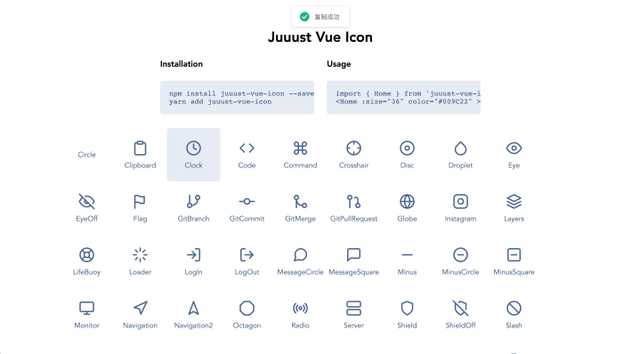 复制成功
Juuust Vue Icon
Installation
Usage
npm install juuust-vue-icon --save
yarn add juuust-vue-icon
import { Home } from 'juuust-vue-i
<Home :size="36" color="#009C22" >
Circle
Clipboard
Clock
Code
Command
Crosshair
Disc
Droplet
Eye
EyeOff
Flag
GitBranch
GitCommit
GitMerge
GitPullRequest
Globe
Instagram
Layers
LifeBuoy
Loader
LogIn
LogOut
MessageCircle
MessageSquare
Minus
MinusCircle
MinusSquare
Monitor
Navigation
Navigation2
Octagon
Radio
Server
Shield
ShieldOff
Slash